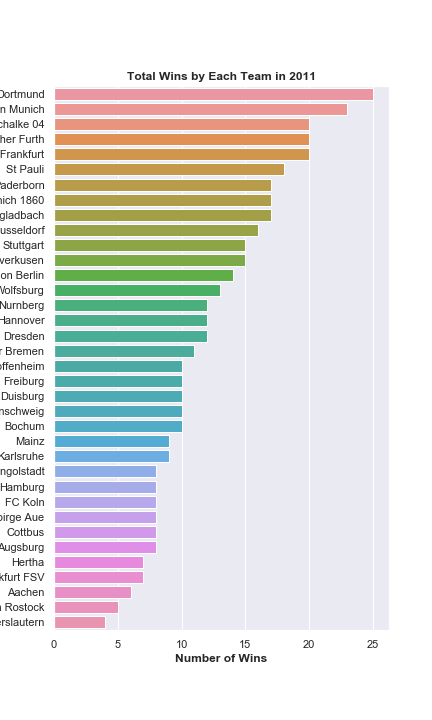 Total Wins by Each Team in 2011
Dortmund
n Munich
chalke 04
her Furth
Frankfurt
St Pauli
Paderborn
nich 1860
gladbach
usseldorf
Stuttgart
verkusen
on Berlin
Wolfsburg
Nurnberg
Hannover
Dresden
r Bremen
offenheim
Freiburg
Duisburg
nschweig
Bochum
Mainz
Karlsruhe
ngolstadt
Hamburg
FC Koln
birge Aue
Cottbus
Augsburg
Hertha
kfurt FSV
Aachen
a Rostock
erslautern
0 5 10 15 20 25
Number of Wins